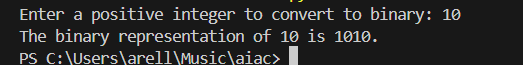 Enter a positive integer to convert to binary: 10
The binary representation of 10 is 1010.
PS C:\Users\arell\Music\aiac>